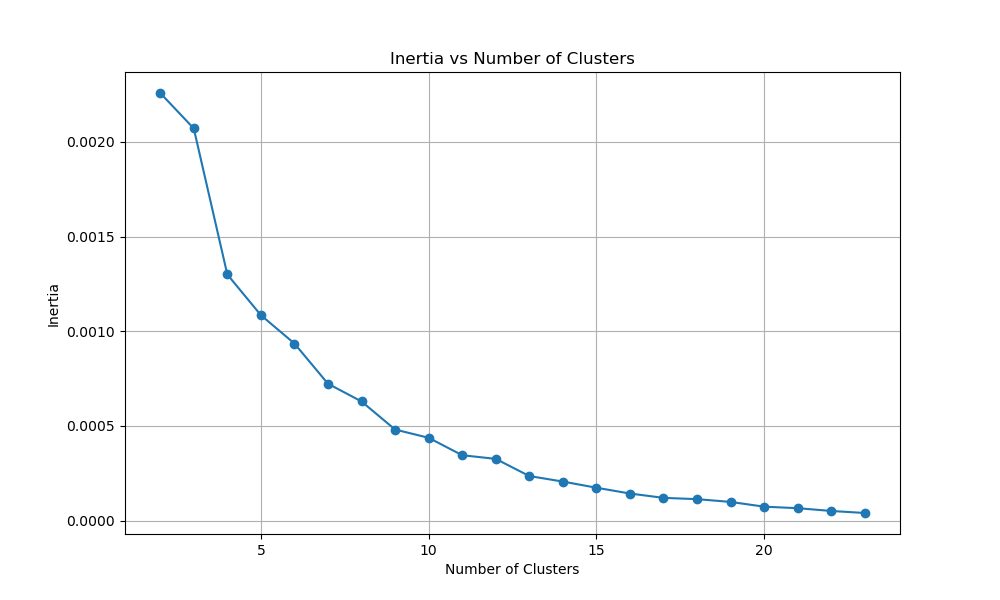 Inertia vs Number of Clusters
0.0020
0.0015
0.0010
0.0005
0.0000
Inertia
5 10 15 20
Number of Clusters